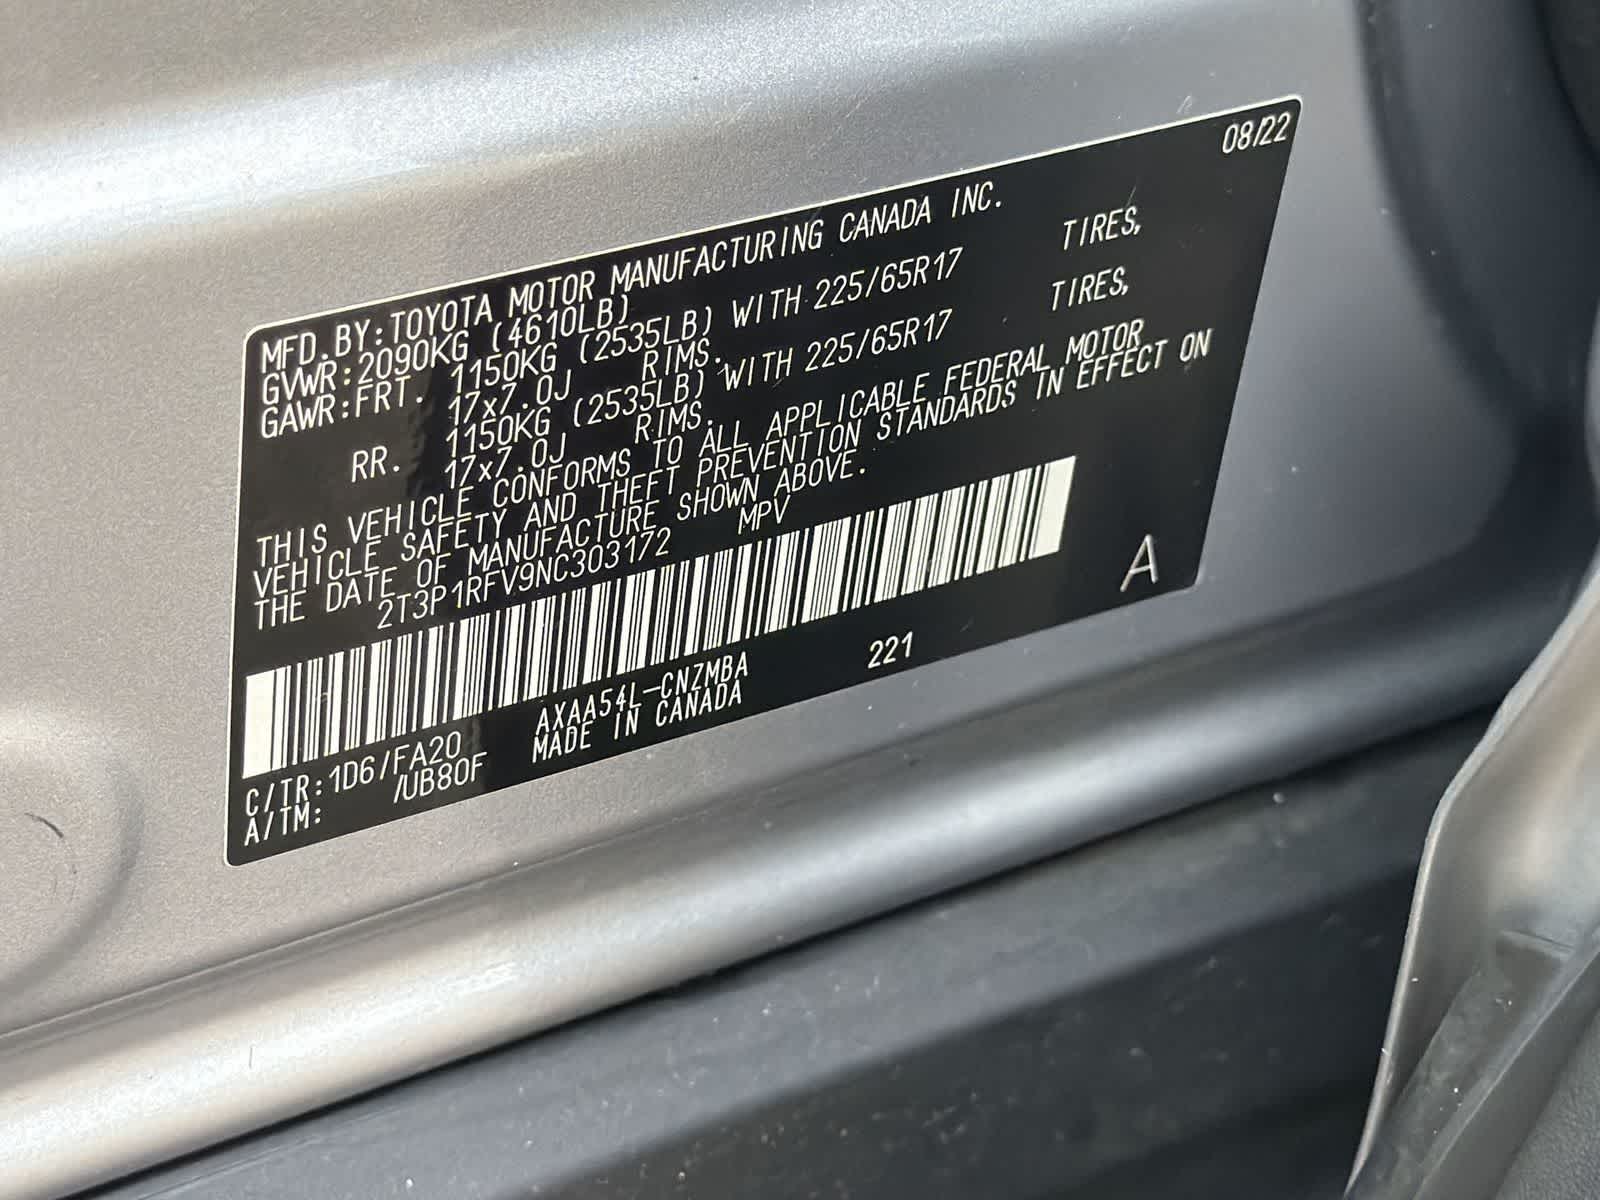 08/22
MFD.BY:TOYOTA MOTOR MANUFACTURING CANADA INC.
GVWR:2090KG (4610LB)
GAWR:FRT. 1150KG (2535LB) WITH 225/65R17 TIRES,
17x7.0J RIMS.
RR. 1150KG (2535LB) WITH 225/65R17 TIRES,
17x7.0J RIMS.
THIS VEHICLE CONFORMS TO ALL APPLICABLE FEDERAL MOTOR
VEHICLE SAFETY AND THEFT PREVENTION STANDARDS IN EFFECT ON
THE DATE OF MANUFACTURE SHOWN ABOVE.
2T3P1RFV9NC303172 MPV
A
AXAA54L-CNZMBA 221
C/TR:1D6/FA20 MADE IN CANADA
A/TM: /UB80F